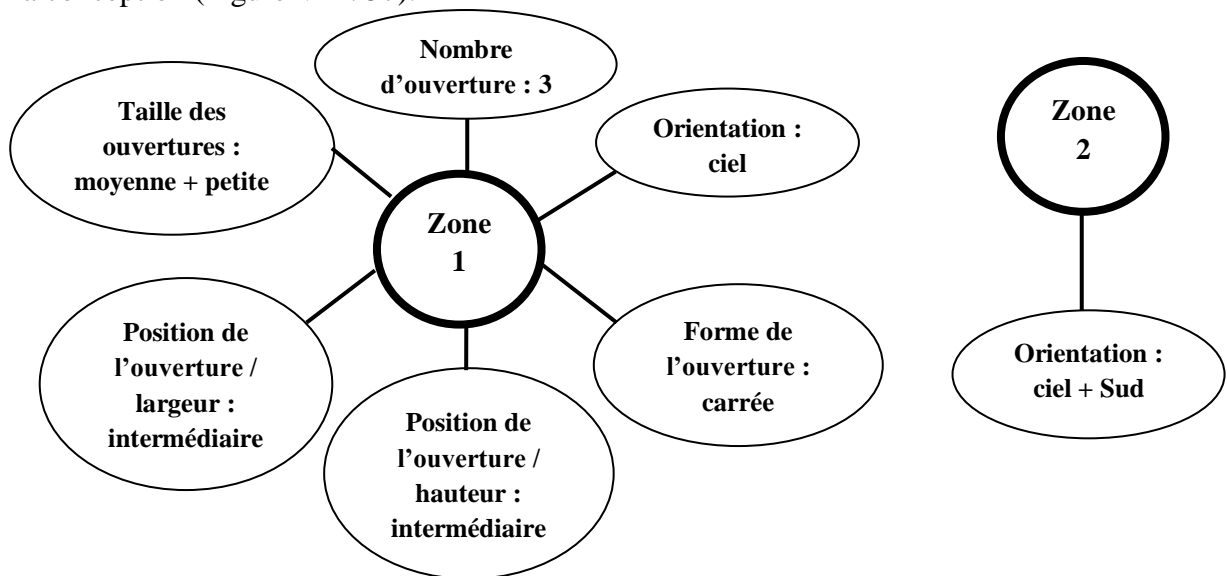 Nombre
d'ouverture : 3
Taille des
ouvertures :
moyenne + petite
Orientation :
ciel
Zone
1
Zone
2
Position de
l'ouverture /
largeur :
intermédiaire
Position de
l'ouverture /
hauteur :
intermédiaire
Forme de
l'ouverture :
carrée
Orientation :
ciel + Sud